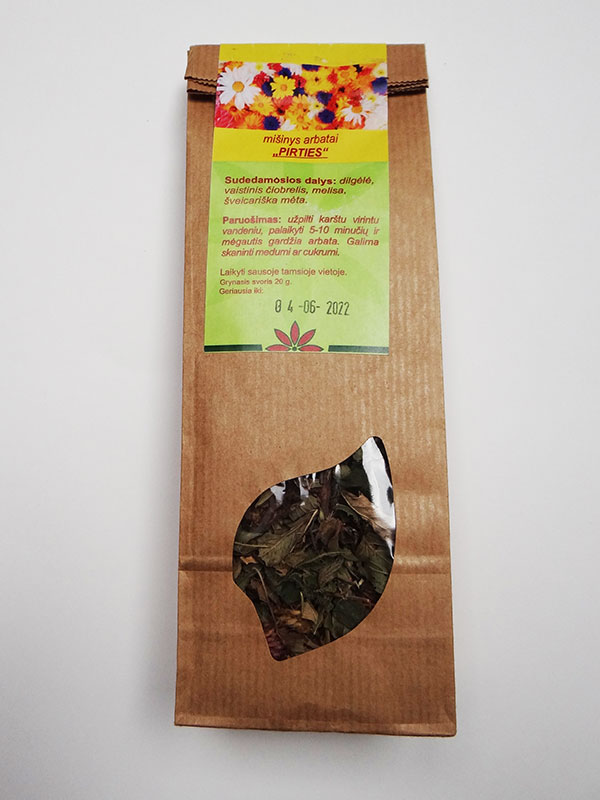 mišinys arbatai
„PIRTIES“
Sudedamosios dalys: dilgėlė,
vaistinis čiobrelis, melisa,
šveicariška mėta.
Paruošimas: užpilti karštu virintu
vandeniu, palaikyti 5-10 minučių ir
mėgautis gardžia arbata. Galima
skaninti medumi ar cukrumi.
Laikyti sausoje tamsioje vietoje.
Grynasis svoris 20 g.
Geriausia iki:
0 4 -06- 2022